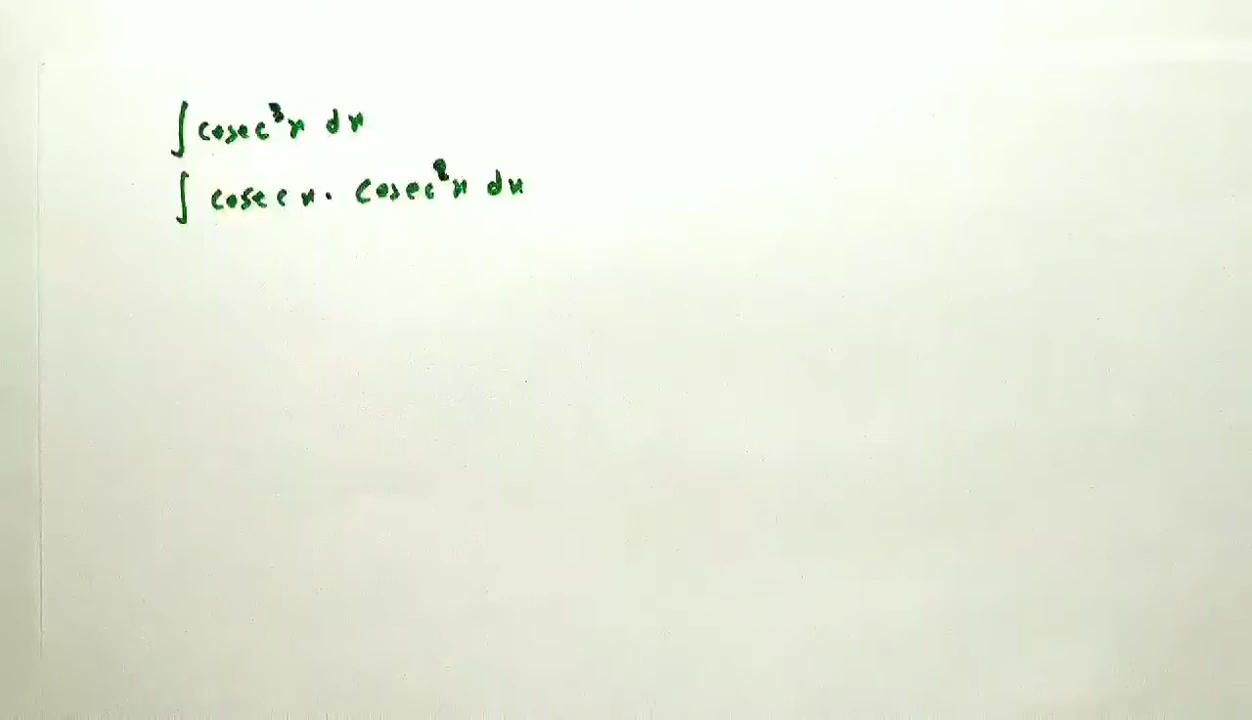 ∫ cosec³x dx
∫ cosec x · cosec²x dx